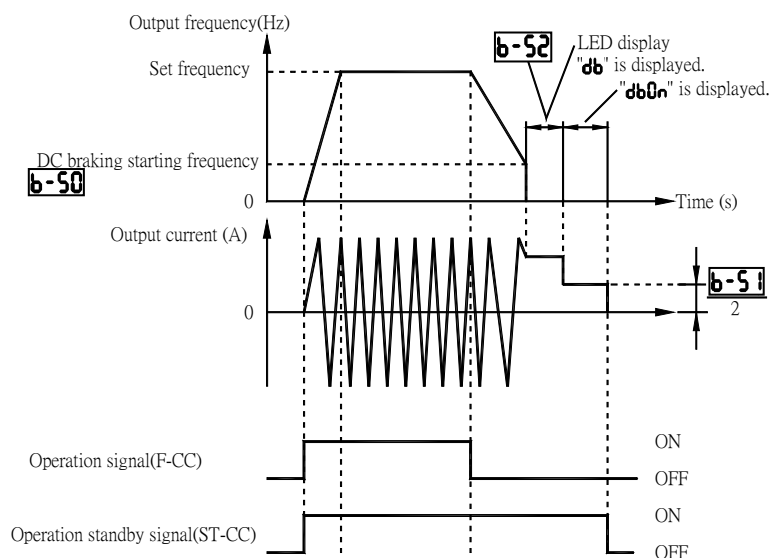 Output frequency(Hz)
b-52
LED display
"db" is displayed.
"dbOn" is displayed.
Set frequency
DC braking starting frequency
b-50
0
Time (s)
Output current (A)
0
b-51
2
ON
Operation signal(F-CC)
OFF
ON
Operation standby signal(ST-CC)
OFF